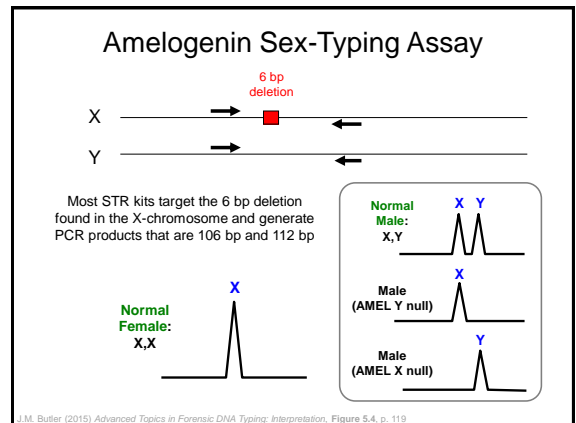 Amelogenin Sex-Typing Assay
6 bp
deletion
X
Y
Most STR kits target the 6 bp deletion
found in the X-chromosome and generate
PCR products that are 106 bp and 112 bp
Normal
Female:
X,X
X
Normal
Male:
X,Y
X Y
Male
(AMEL Y null)
X
Male
(AMEL X null)
Y
J.M. Butler (2015) Advanced Topics in Forensic DNA Typing: Interpretation, Figure 5.4, p. 119